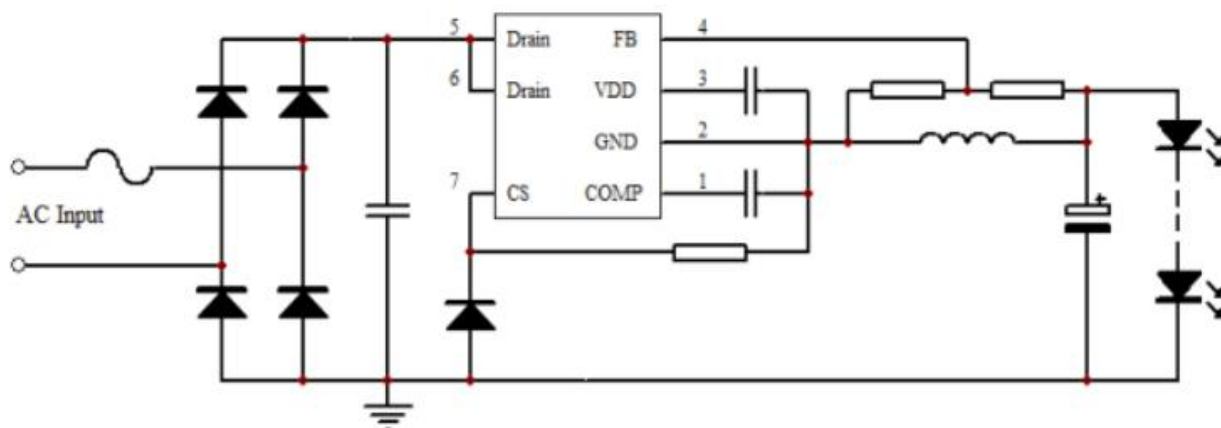 5 Drain FB 4
6 Drain VDD 3
GND 2
7 CS COMP 1
AC Input
+